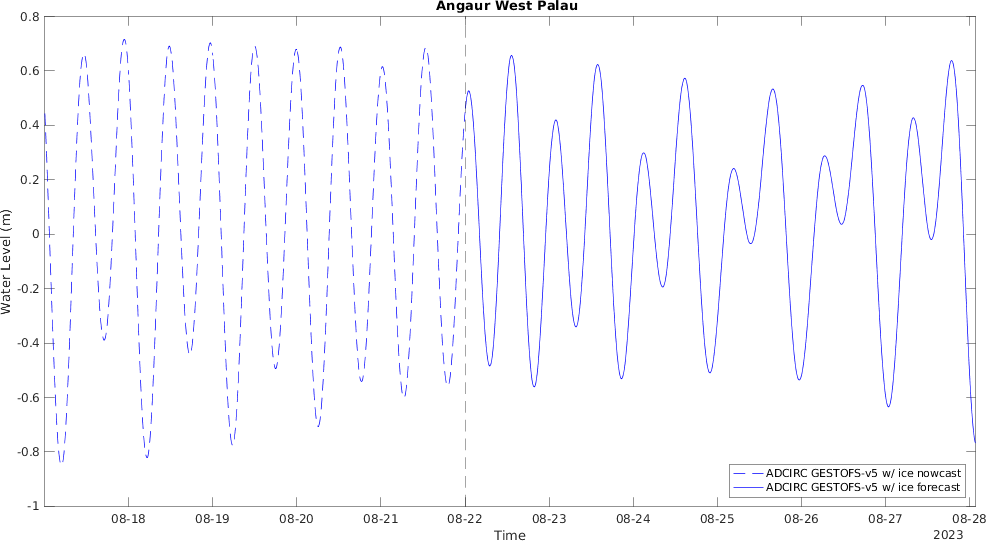 Angaur West Palau
0.8
0.6
0.4
0.2
0
-0.2
-0.4
-0.6
-0.8
-1
Water Level (m)
ADCIRC GESTOFS-v5 w/ ice nowcast
ADCIRC GESTOFS-v5 w/ ice forecast
08-18 08-19 08-20 08-21 08-22 08-23 08-24 08-25 08-26 08-27 08-28
Time
2023